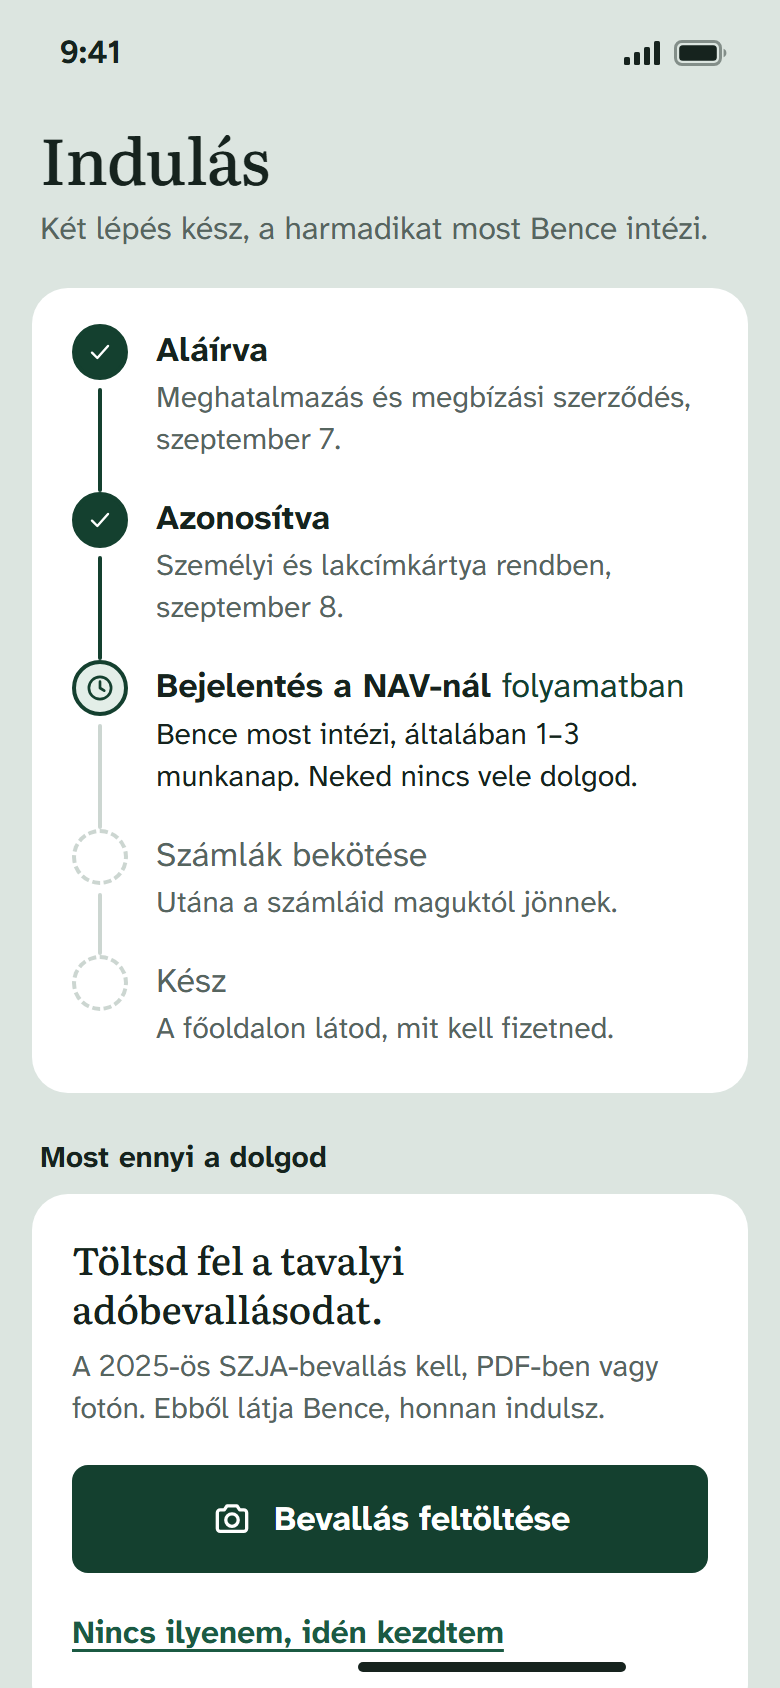 9:41
Indulás
Két lépés kész, a harmadikat most Bence intézi.
Aláírva
Meghatalmazás és megbízási szerződés,
szeptember 7.
Azonosítva
Személyi és lakcímkártya rendben,
szeptember 8.
Bejelentés a NAV-nál folyamatban
Bence most intézi, általában 1–3
munkanap. Neked nincs vele dolgod.
Számlák bekötése
Utána a számláid maguktól jönnek.
Kész
A főoldalon látod, mit kell fizetned.
Most ennyi a dolgod
Töltsd fel a tavalyi
adóbevallásodat.
A 2025-ös SZJA-bevallás kell, PDF-ben vagy
fotón. Ebből látja Bence, honnan indulsz.
Bevallás feltöltése
Nincs ilyenem, idén kezdtem